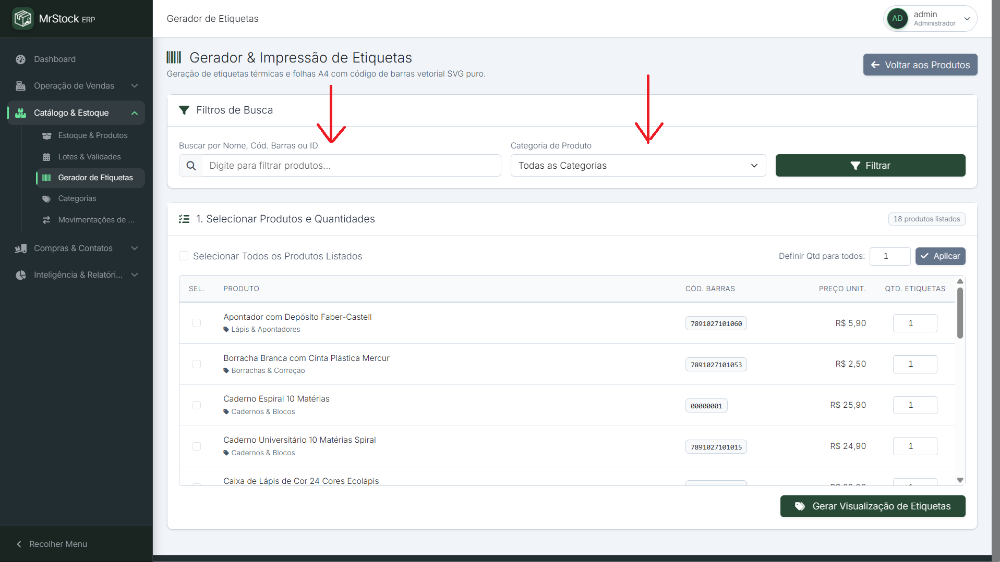 MrStock ERP
Gerador de Etiquetas
AD
admin
Administrador
Dashboard
Operação de Vendas
Catálogo & Estoque
Estoque & Produtos
Lotes & Validades
Gerador de Etiquetas
Categorias
Movimentações de ...
Compras & Contatos
Inteligência & Relatóri...
Recolher Menu
Gerador & Impressão de Etiquetas
Geração de etiquetas térmicas e folhas A4 com código de barras vetorial SVG puro.
Voltar aos Produtos
Filtros de Busca
Buscar por Nome, Cód. Barras ou ID
Categoria de Produto
Digite para filtrar produtos...
Todas as Categorias
Filtrar
1. Selecionar Produtos e Quantidades
18 produtos listados
Selecionar Todos os Produtos Listados
Definir Qtd para todos:
1
Aplicar
SEL. PRODUTO CÓD. BARRAS PREÇO UNIT. QTD. ETIQUETAS
Apontador com Depósito Faber-Castell
Lápis & Apontadores
7891027101060
R$ 5,90
1
Borracha Branca com Cinta Plástica Mercur
Borrachas & Correção
7891027101053
R$ 2,50
1
Caderno Espiral 10 Matérias
Cadernos & Blocos
00000001
R$ 25,90
1
Caderno Universitário 10 Matérias Spiral
Cadernos & Blocos
7891027101015
R$ 24,90
1
Caixa de Lápis de Cor 24 Cores Ecolápis
Gerar Visualização de Etiquetas